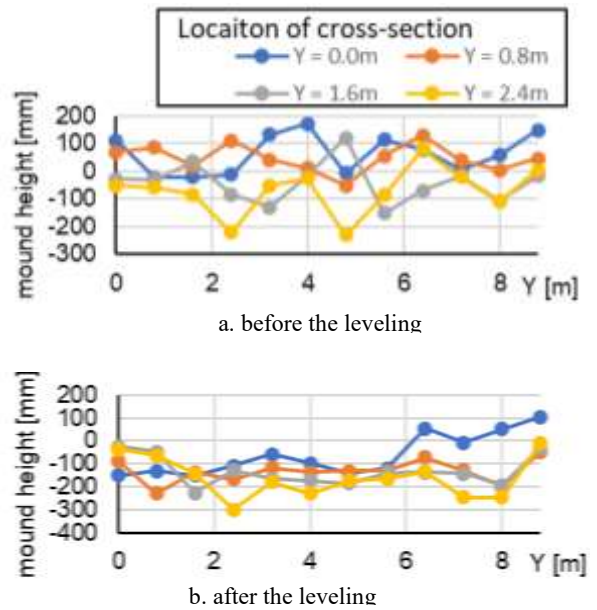 Locaiton of cross-section
Y = 0.0m Y = 0.8m
Y = 1.6m Y = 2.4m
mound height [mm]
200
100
0
-100
-200
-300
0 2 4 6 8 Y [m]
a. before the leveling
mound height [mm]
200
100
0
-100
-200
-300
-400
0 2 4 6 8 Y [m]
b. after the leveling